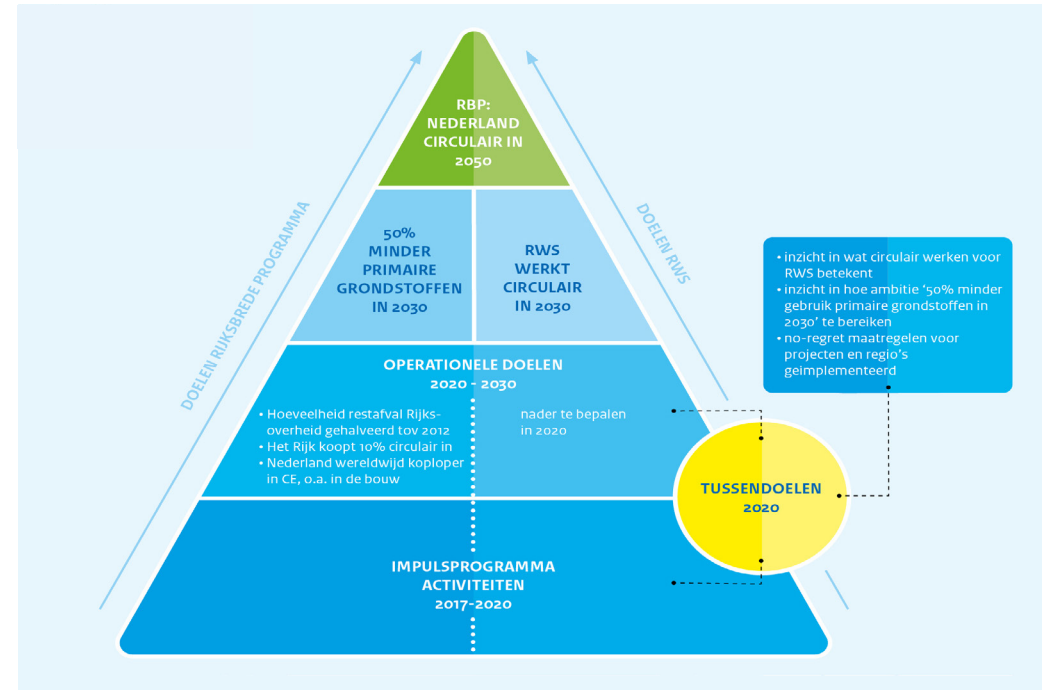 RBP:
NEDERLAND
CIRCULAIR IN
2050
DOELEN RIJKSBREDE PROGRAMMA
DOELEN RWS
50%
MINDER
PRIMAIRE
GRONDSTOFFEN
IN 2030
RWS
WERKT
CIRCULAIR
IN 2030
• inzicht in wat circulair werken voor
RWS betekent
• inzicht in hoe ambitie ‘50% minder
gebruik primaire grondstoffen in
2030’ te bereiken
• no-regret maatregelen voor
projecten en regio's
geimplementeerd
OPERATIONELE DOELEN
2020 - 2030
• Hoeveelheid restafval Rijks-
overheid gehalveerd tov 2012
• Het Rijk koopt 10% circulair in
• Nederland wereldwijd koploper
in CE, o.a. in de bouw
nader te bepalen
in 2020
TUSSENDOELEN
2020
IMPULSPROGRAMMA
ACTIVITEITEN
2017-2020